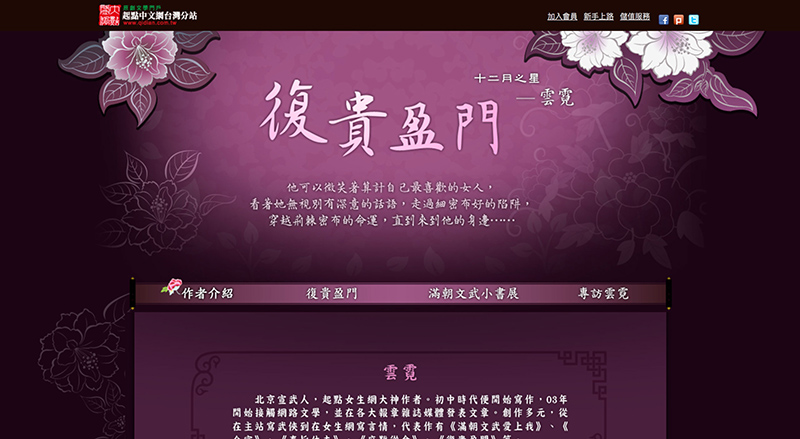 起點文學門戶
起點中文網台灣分站
www.qidian.com.tw
加入會員 新手上路 儲值服務
十二月之星
——雲霓
復貴盈門
他可以微笑著算計自己最喜歡的女人，
看著她無視別有深意的話語，走過細密布好的陷阱，
穿越荊棘密布的命運，直到來到他的身邊……
作者介紹 復貴盈門 滿朝文武小書展 專訪雲霓
雲霓
北京宣武人，起點女生網大神作者。初中時代便開始寫作，03年
開始接觸網路文學，並在各大報章雜誌媒體發表文章。創作多元，從
在主站寫武俠到在女生網寫言情，代表作有《滿朝文武愛上我》、《